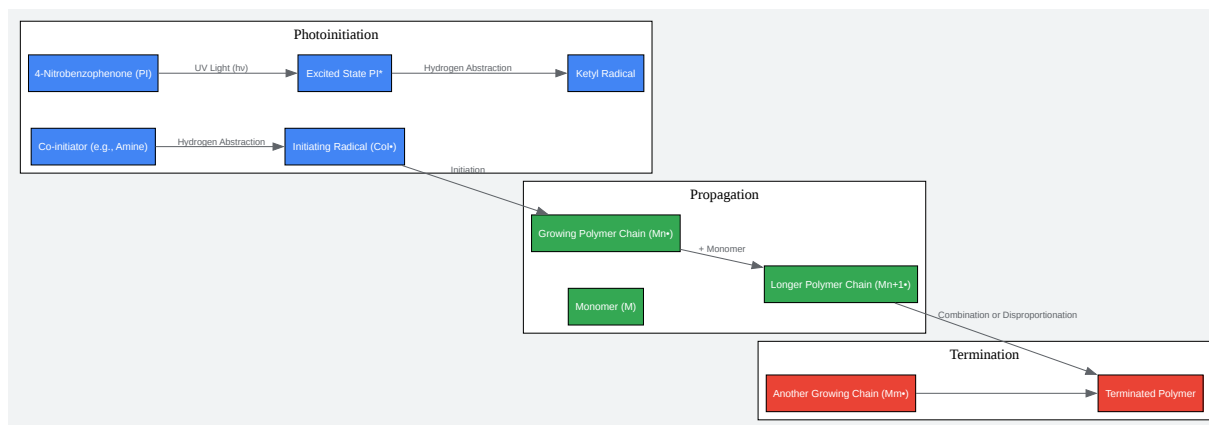 Photoinitiation
4-Nitrobenzophenone (PI)
UV Light (hv)
Excited State PI*
Hydrogen Abstraction
Ketyl Radical
Co-initiator (e.g., Amine)
Hydrogen Abstraction
Initiating Radical (CoI•)
Initiation
Propagation
Growing Polymer Chain (Mn•)
+ Monomer
Longer Polymer Chain (Mn+1•)
Monomer (M)
Combination or Disproportionation
Termination
Another Growing Chain (Mm•)
Terminated Polymer